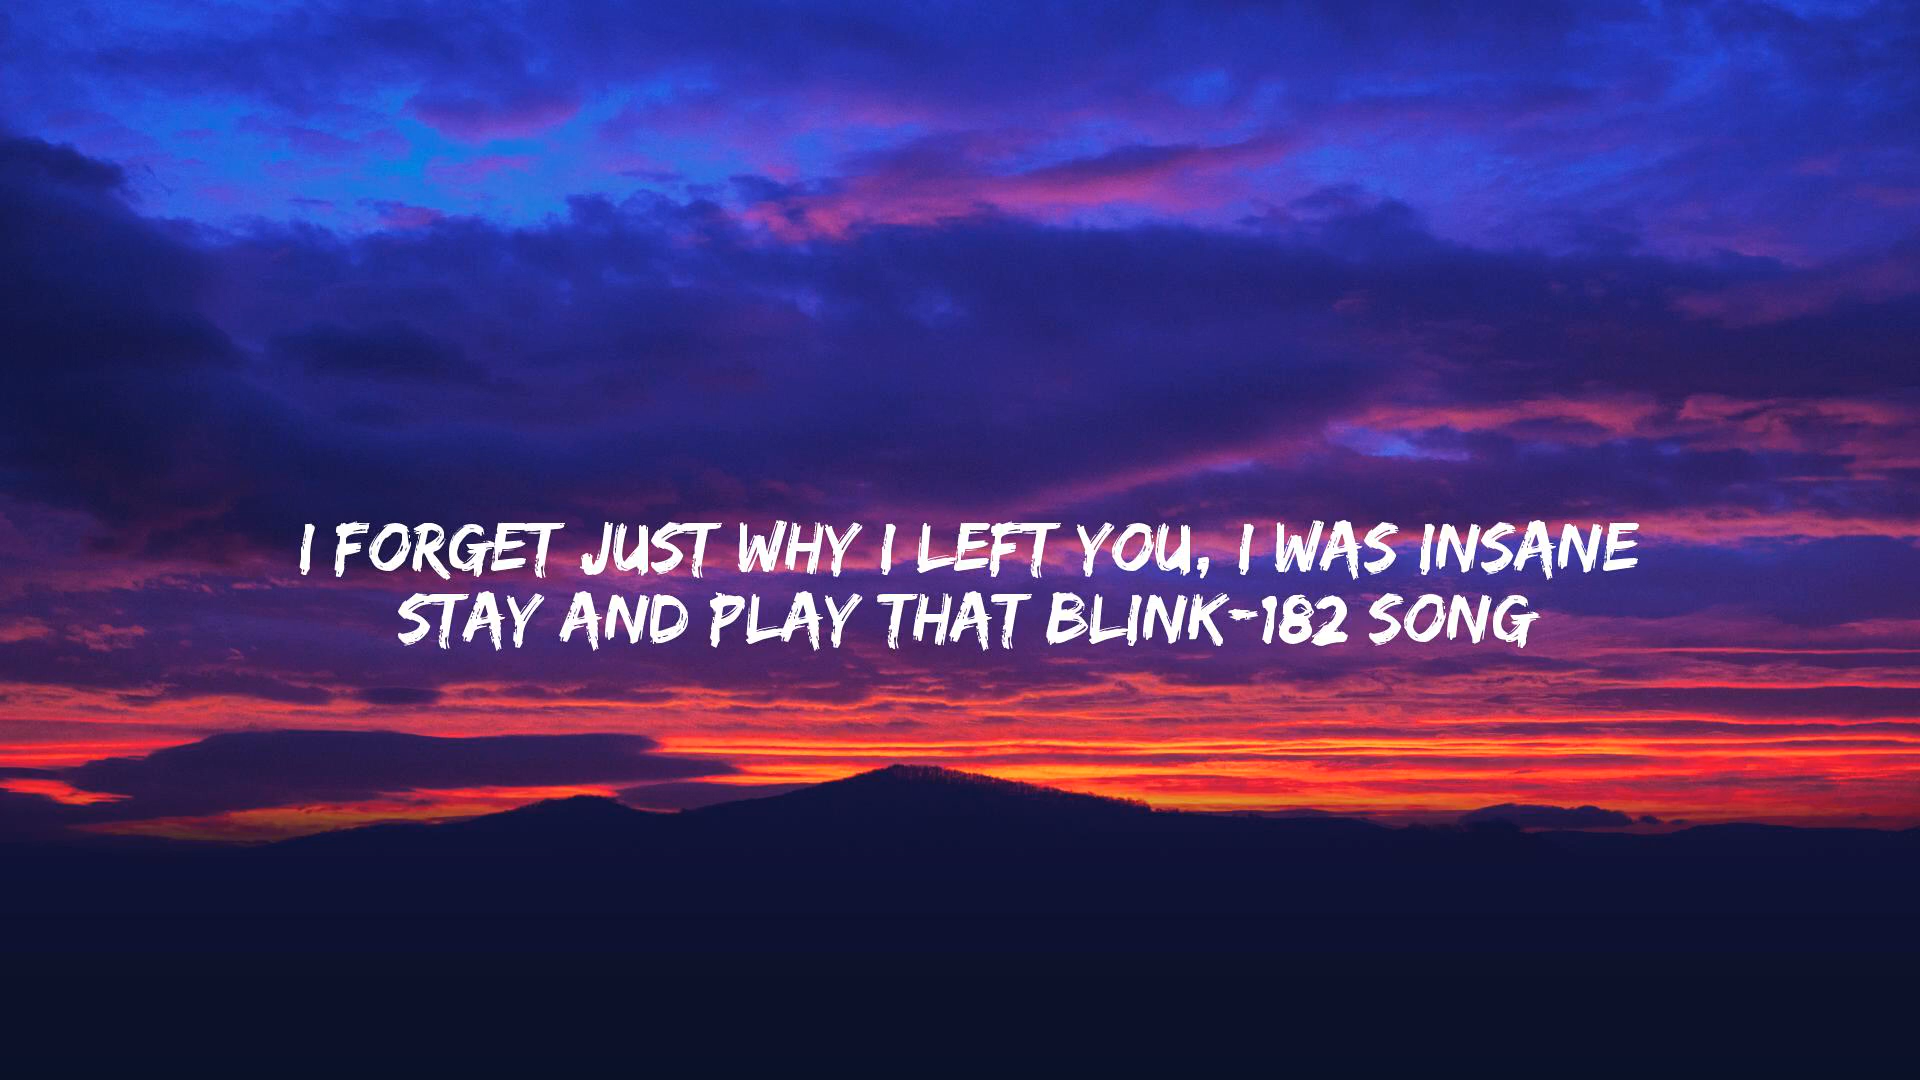 I FORGET JUST WHY I LEFT YOU, I WAS INSANE
STAY AND PLAY THAT BLINK-182 SONG